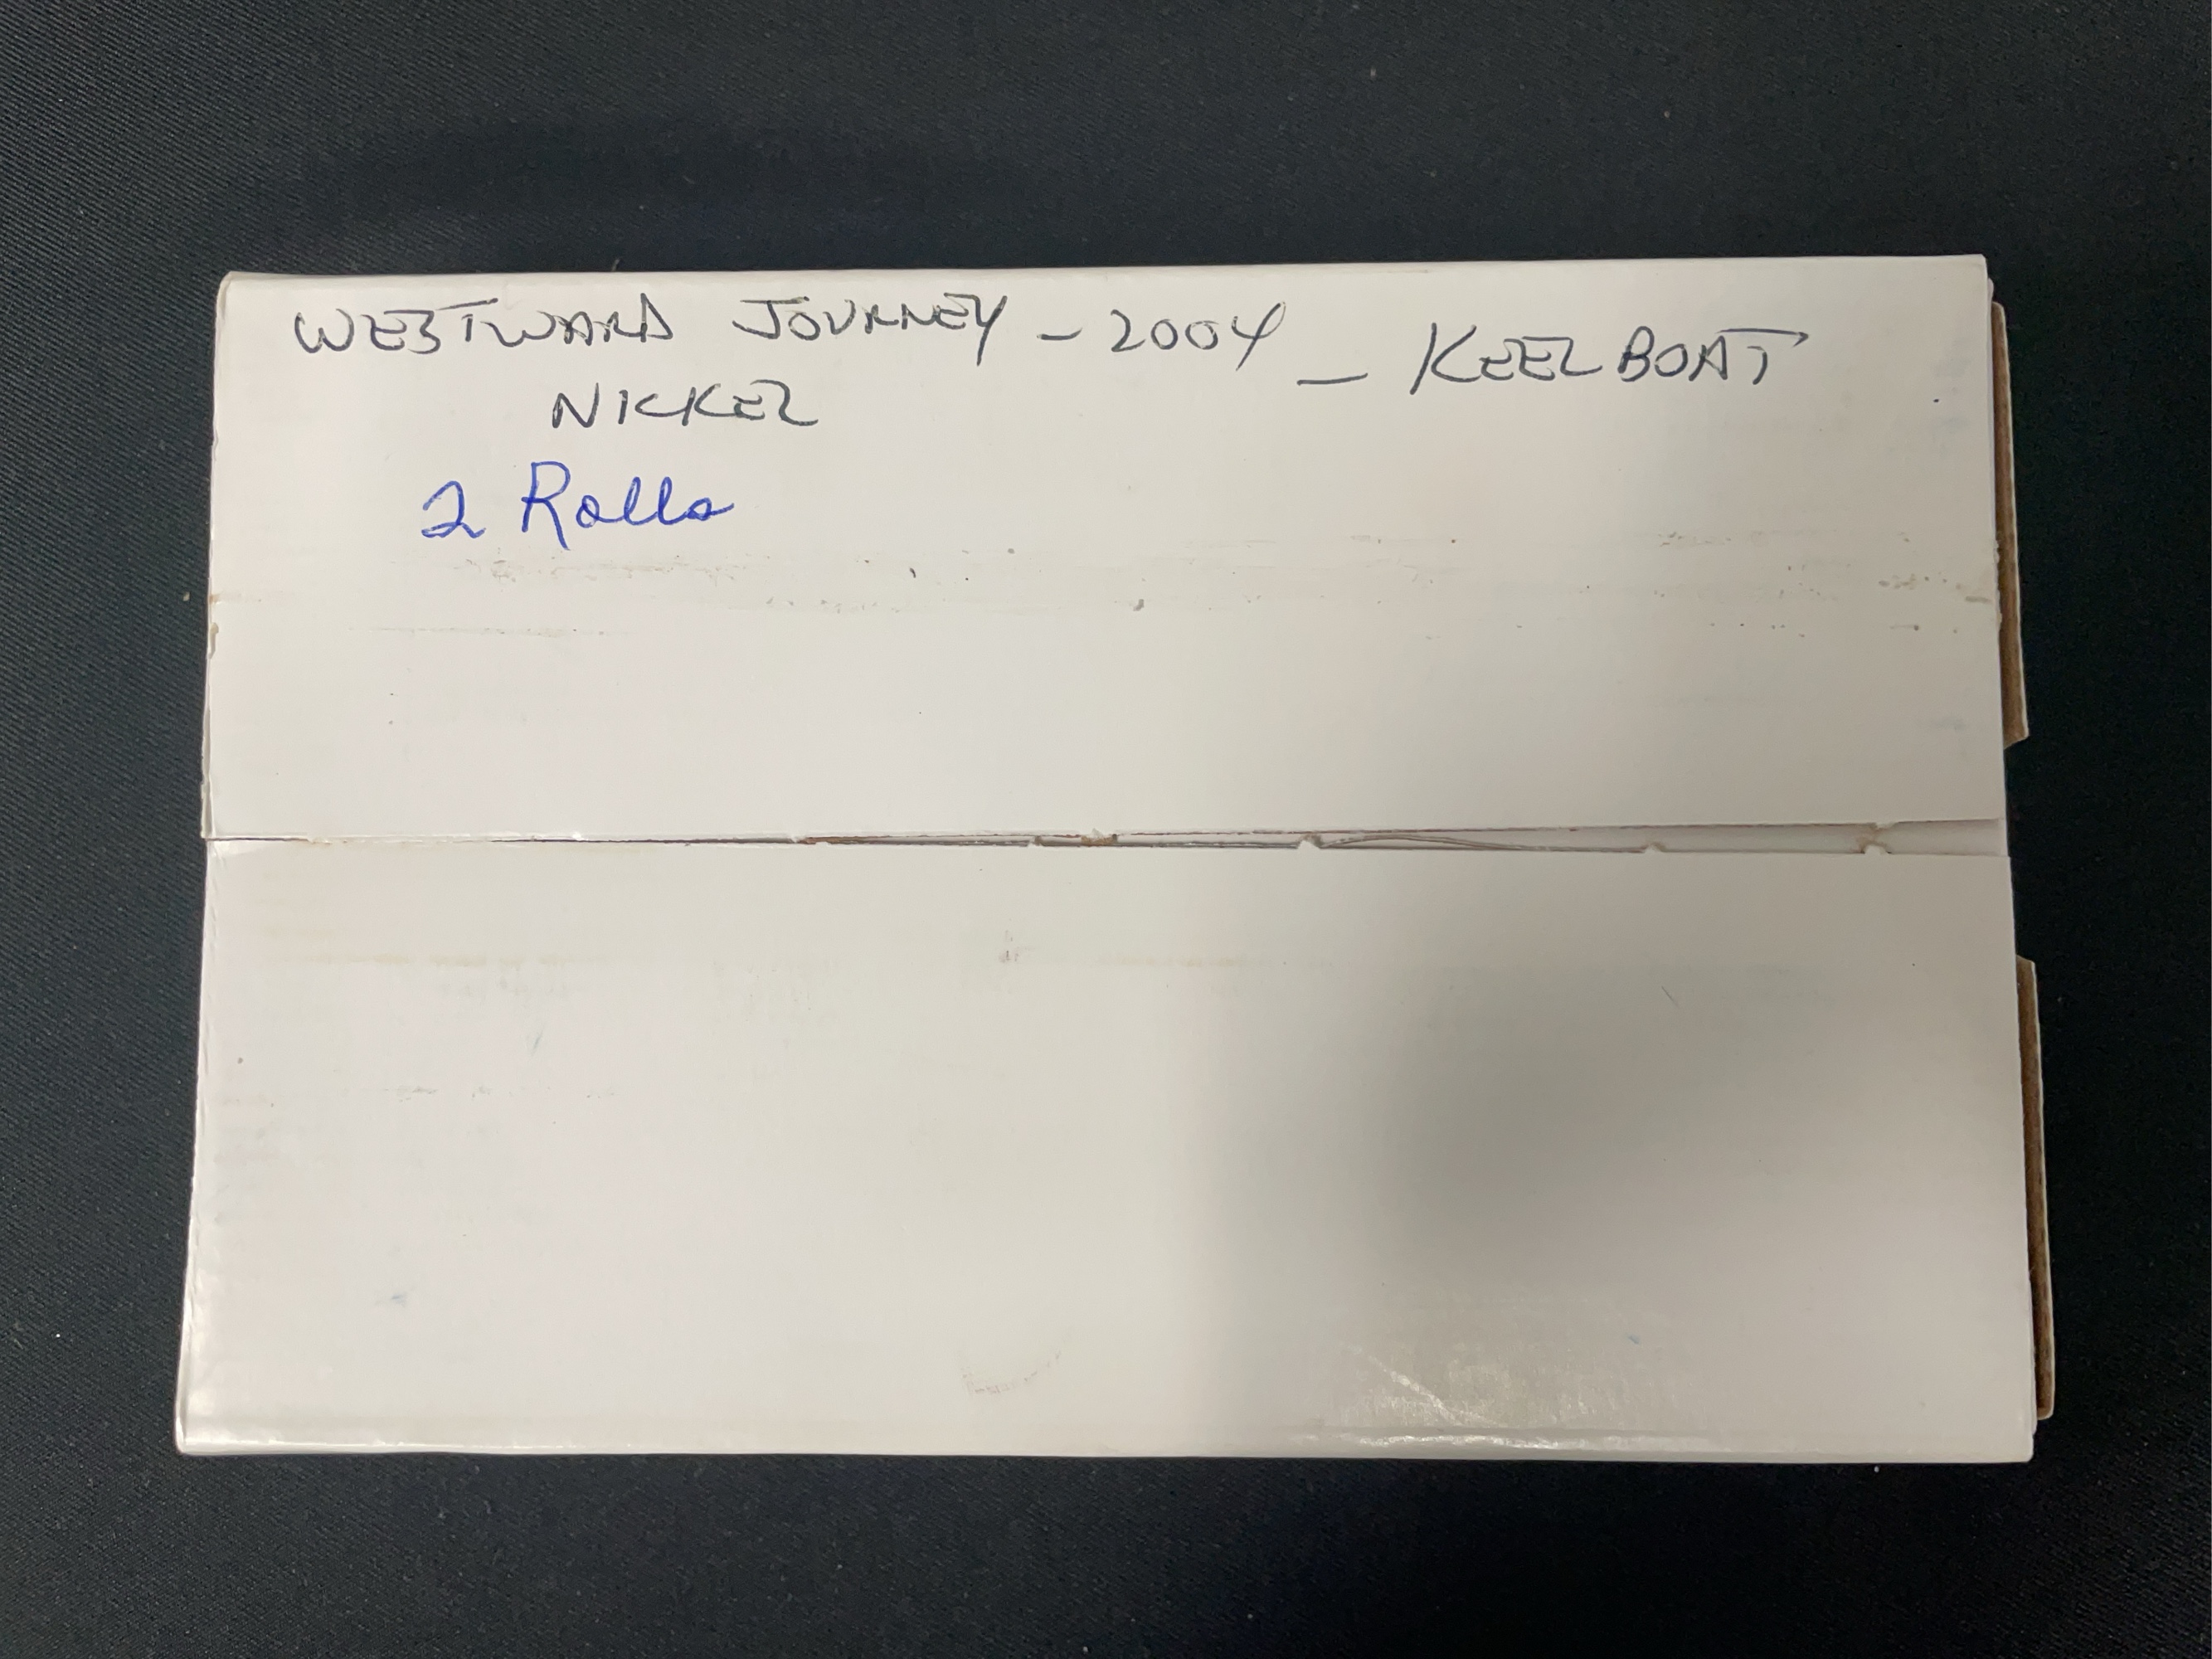 WESTWARD JOURNEY - 2004 - KEELBOAT
NICKEL
2 Rolls